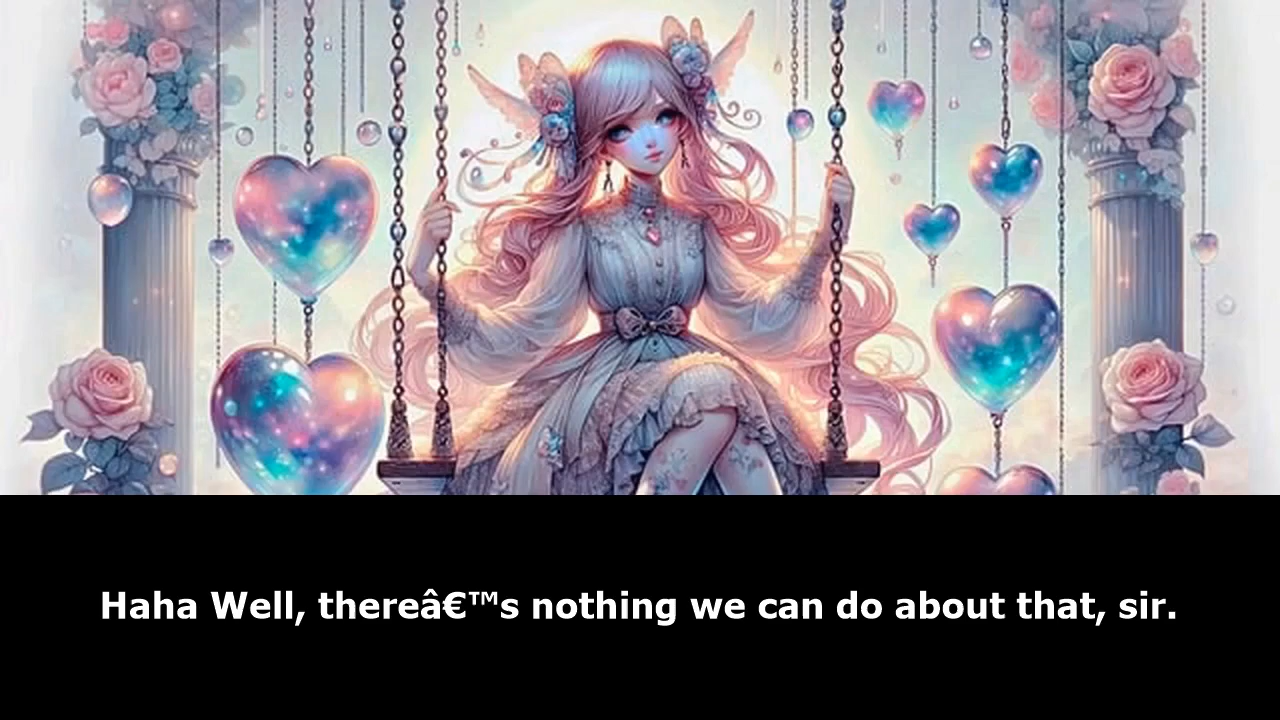 Haha Well, thereâ€™s nothing we can do about that, sir.